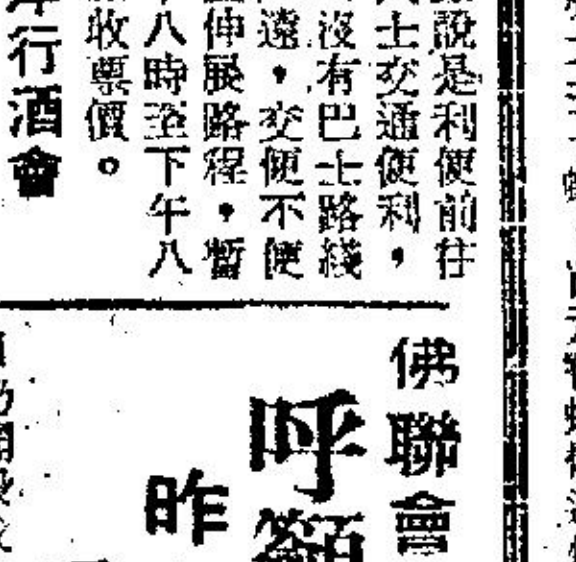 說是利便前往
士交通便利，
沒有巴士路綫
遠，交便不便
伸展路程，暫
八時至下午八
收票價。
行酒會
佛聯會
呼籲
昨